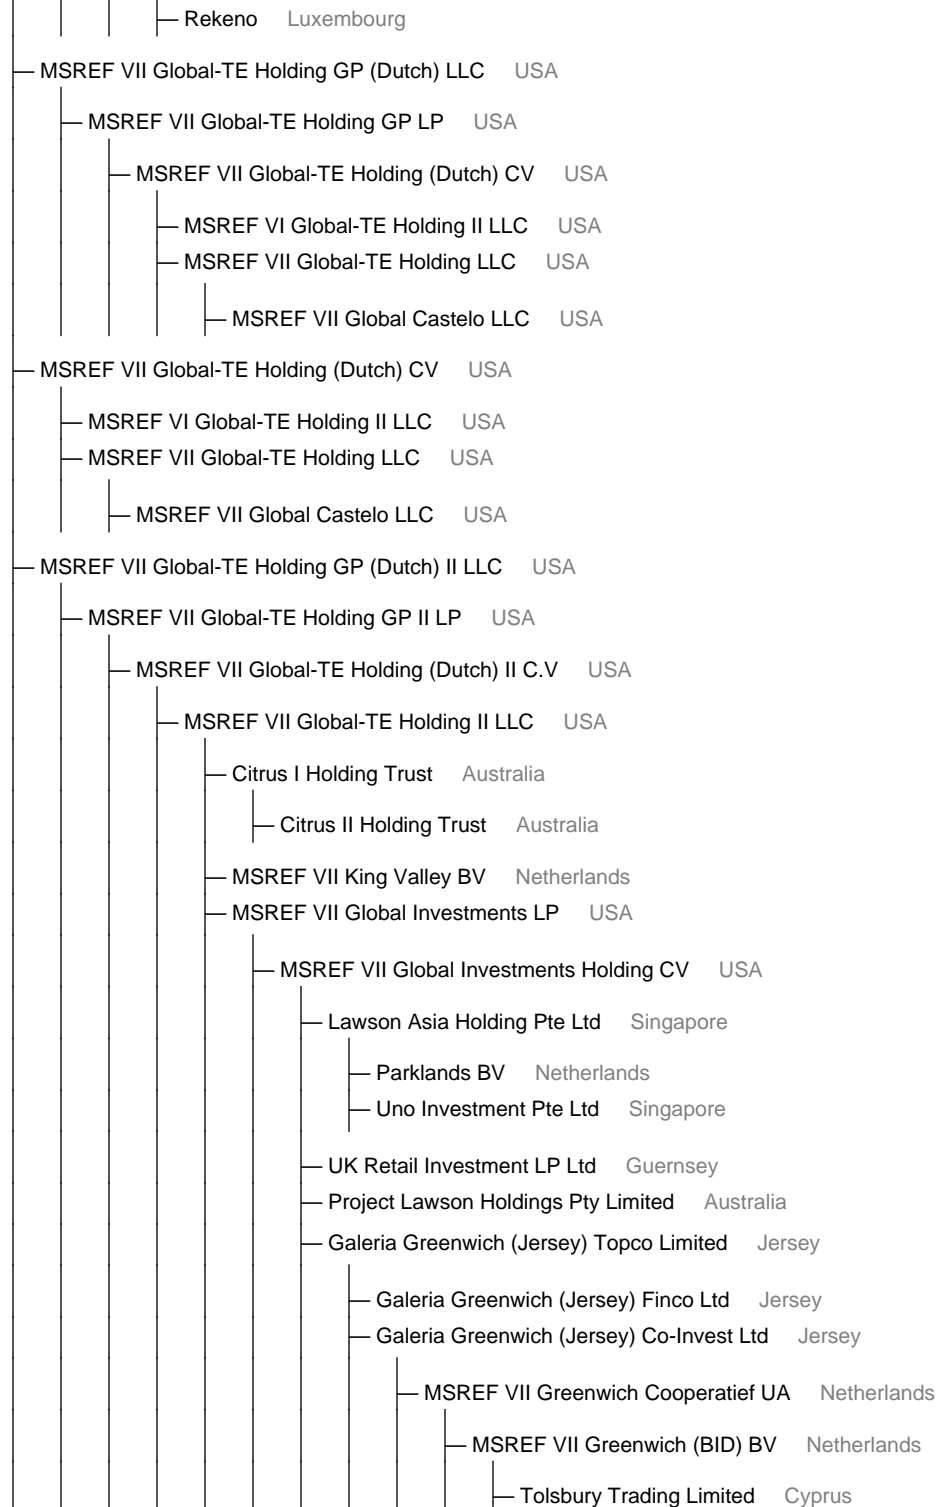 Rekeno Luxembourg
MSREF VII Global-TE Holding GP (Dutch) LLC USA
MSREF VII Global-TE Holding GP LP USA
MSREF VII Global-TE Holding (Dutch) CV USA
MSREF VI Global-TE Holding II LLC USA
MSREF VII Global-TE Holding LLC USA
MSREF VII Global Castelo LLC USA
MSREF VII Global-TE Holding (Dutch) CV USA
MSREF VI Global-TE Holding II LLC USA
MSREF VII Global-TE Holding LLC USA
MSREF VII Global Castelo LLC USA
MSREF VII Global-TE Holding GP (Dutch) II LLC USA
MSREF VII Global-TE Holding GP II LP USA
MSREF VII Global-TE Holding (Dutch) II C.V USA
MSREF VII Global-TE Holding II LLC USA
Citrus I Holding Trust Australia
Citrus II Holding Trust Australia
MSREF VII King Valley BV Netherlands
MSREF VII Global Investments LP USA
MSREF VII Global Investments Holding CV USA
Lawson Asia Holding Pte Ltd Singapore
Parklands BV Netherlands
Uno Investment Pte Ltd Singapore
UK Retail Investment LP Ltd Guernsey
Project Lawson Holdings Pty Limited Australia
Galeria Greenwich (Jersey) Topco Limited Jersey
Galeria Greenwich (Jersey) Finco Ltd Jersey
Galeria Greenwich (Jersey) Co-Invest Ltd Jersey
MSREF VII Greenwich Cooperatief UA Netherlands
MSREF VII Greenwich (BID) BV Netherlands
Tolsbury Trading Limited Cyprus